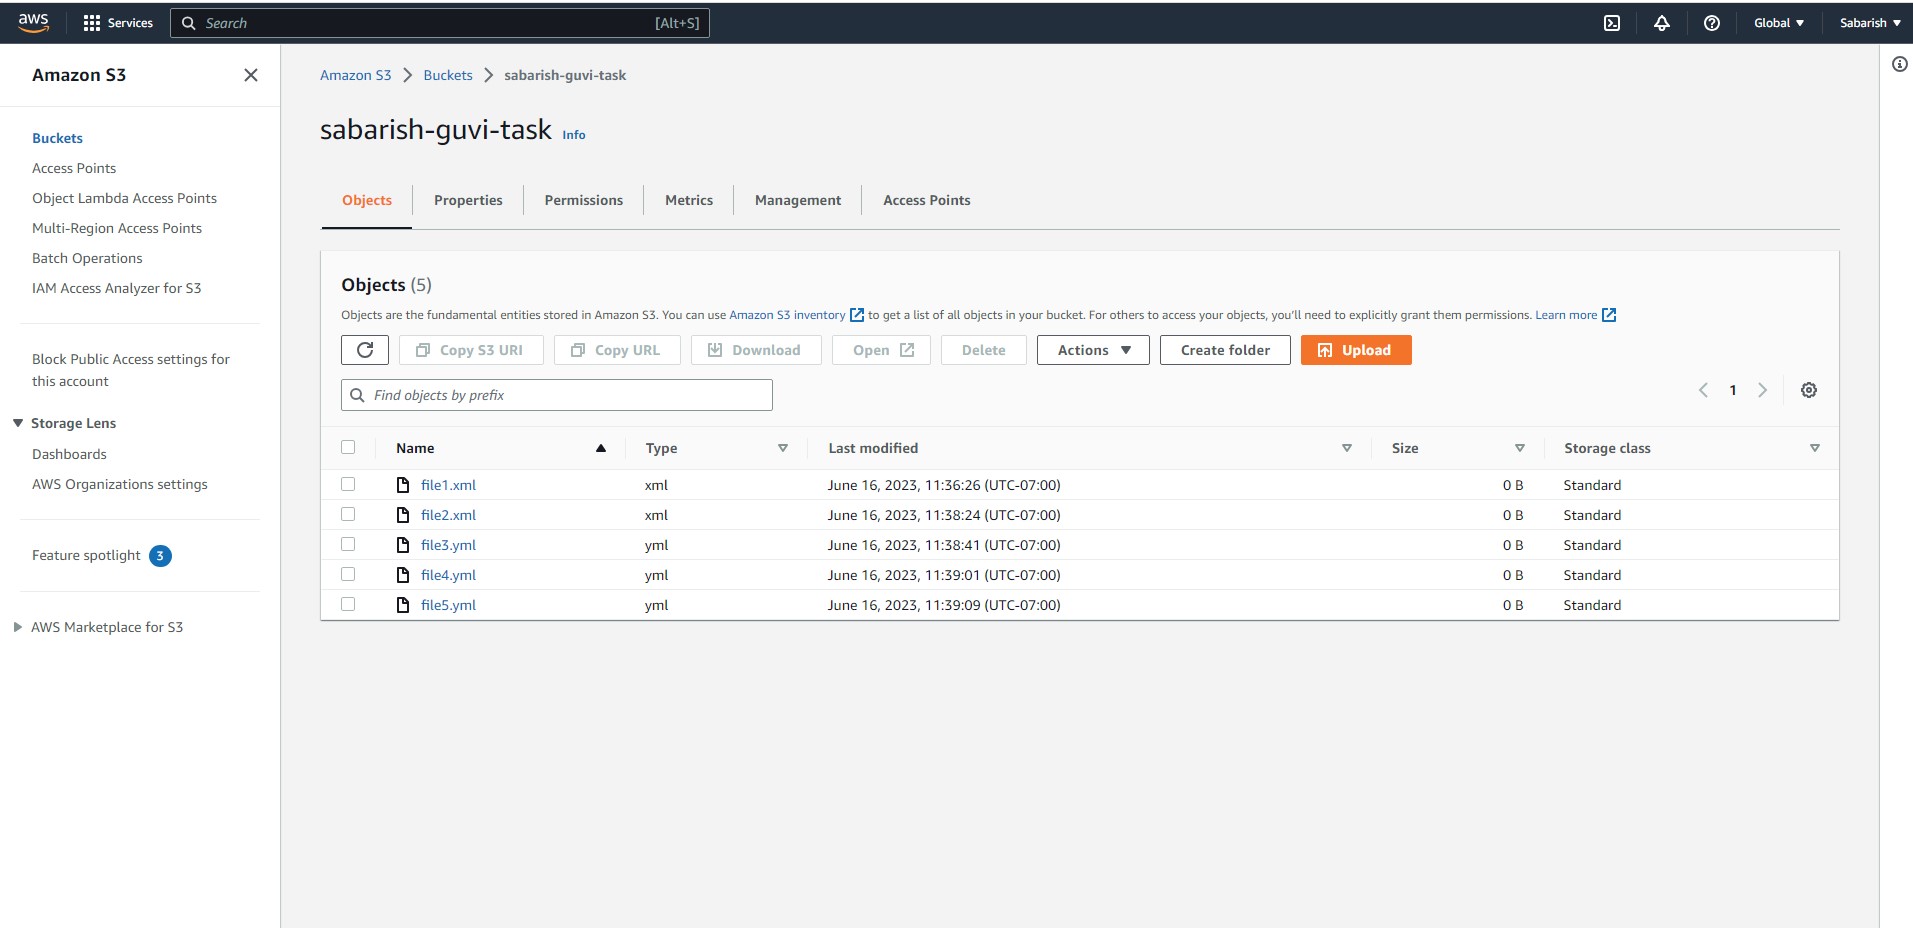 aws Services Search [Alt+S] Global Sabarish
Amazon S3
Buckets
Access Points
Object Lambda Access Points
Multi-Region Access Points
Batch Operations
IAM Access Analyzer for S3
Block Public Access settings for
this account
Storage Lens
Dashboards
AWS Organizations settings
Feature spotlight 3
AWS Marketplace for S3
Amazon S3 Buckets sabarish-guvi-task
sabarish-guvi-task Info
Objects Properties Permissions Metrics Management Access Points
Objects (5)
Objects are the fundamental entities stored in Amazon S3. You can use Amazon S3 inventory to get a list of all objects in your bucket. For others to access your objects, you'll need to explicitly grant them permissions. Learn more
Copy S3 URI Copy URL Download Open Delete Actions Create folder Upload
Find objects by prefix 1
Name Type Last modified Size Storage class
file1.xml xml June 16, 2023, 11:36:26 (UTC-07:00) 0 B Standard
file2.xml xml June 16, 2023, 11:38:24 (UTC-07:00) 0 B Standard
file3.yml yml June 16, 2023, 11:38:41 (UTC-07:00) 0 B Standard
file4.yml yml June 16, 2023, 11:39:01 (UTC-07:00) 0 B Standard
file5.yml yml June 16, 2023, 11:39:09 (UTC-07:00) 0 B Standard